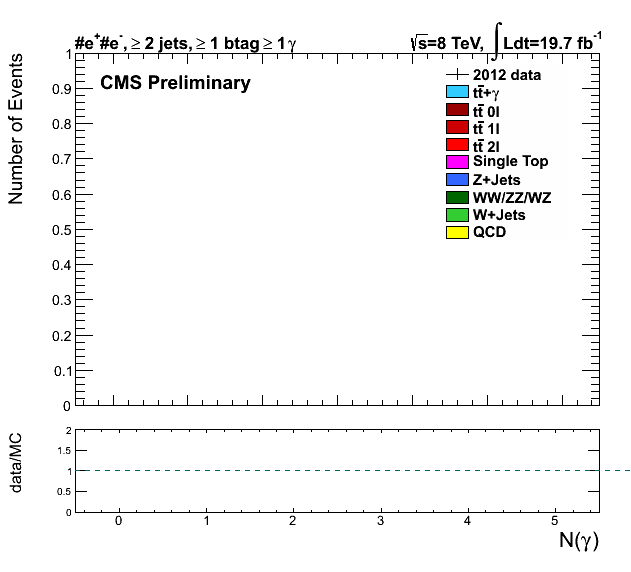 #e⁺#e⁻, ≥ 2 jets, ≥ 1 btag ≥ 1 γ
√s=8 TeV, ∫Ldt=19.7 fb⁻¹
CMS Preliminary
2012 data
tt̅+γ
tt̅ 0l
tt̅ 1l
tt̅ 2l
Single Top
Z+Jets
WW/ZZ/WZ
W+Jets
QCD
Number of Events
1
0.9
0.8
0.7
0.6
0.5
0.4
0.3
0.2
0.1
0
data/MC
2
1.5
1
0.5
0
0 1 2 3 4 5
N(γ)